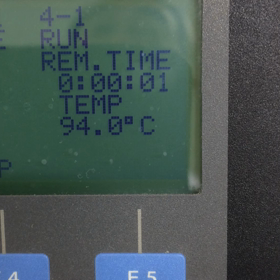 4-1
E RUN
REM.TIME
0:00:01
TEMP
94.0°C
P
4 F5